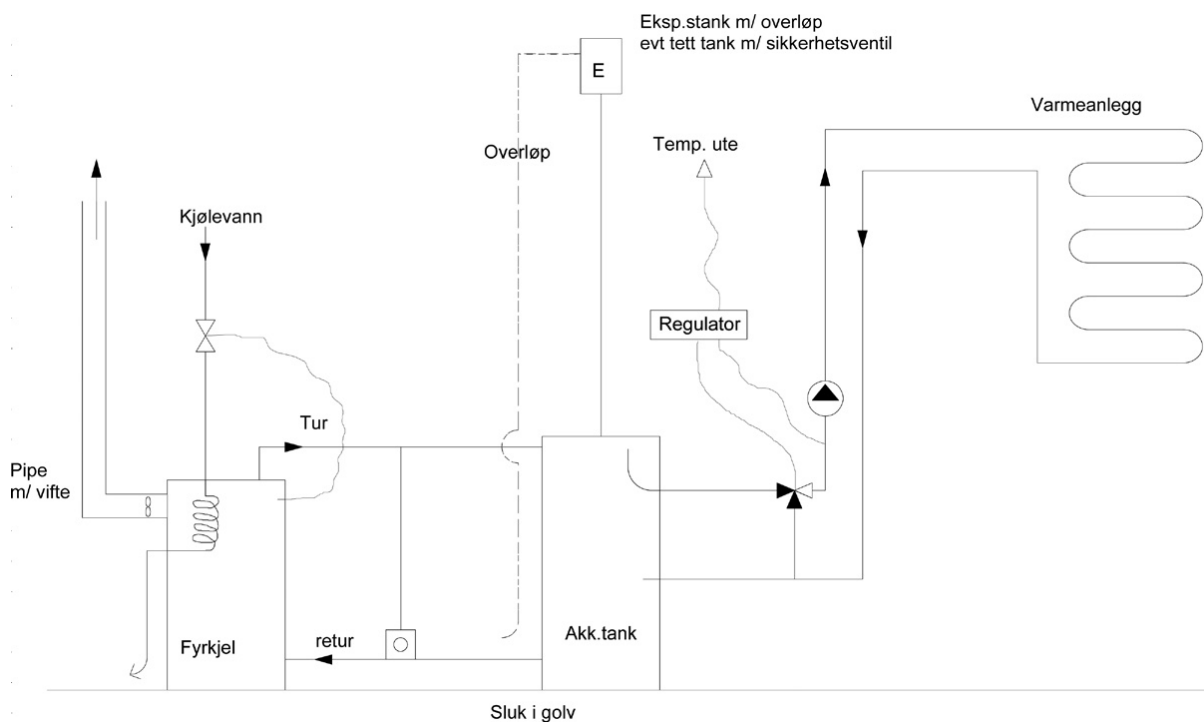 Eksp.stank m/ overløp
evt tett tank m/ sikkerhetsventil
E
Varmeanlegg
Overløp
Temp. ute
Kjølevann
Regulator
Tur
Pipe
m/ vifte
Fyrkjel
retur
Akk.tank
Sluk i golv